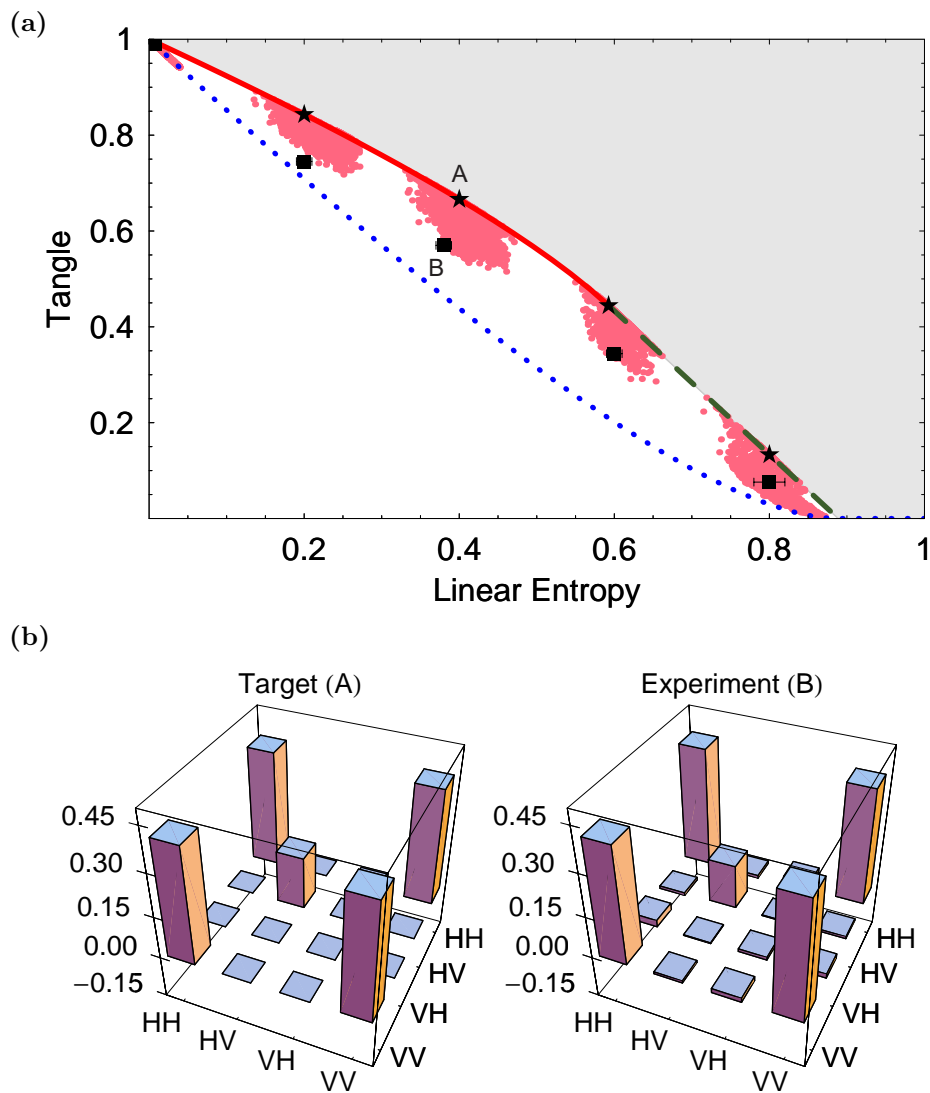 (a)
1
0.8
0.6
0.4
0.2
Tangle
A
B
0.2 0.4 0.6 0.8 1
Linear Entropy
(b)
Target (A)
0.45
0.30
0.15
0.00
−0.15
HH
HV
VH
VV
HH
HV
VH
VV
Experiment (B)
0.45
0.30
0.15
0.00
−0.15
HH
HV
VH
VV
HH
HV
VH
VV